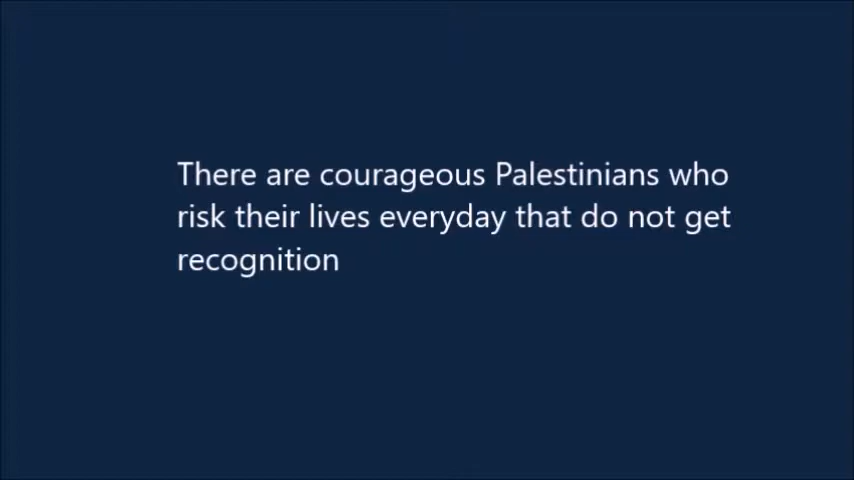 There are courageous Palestinians who
risk their lives everyday that do not get
recognition